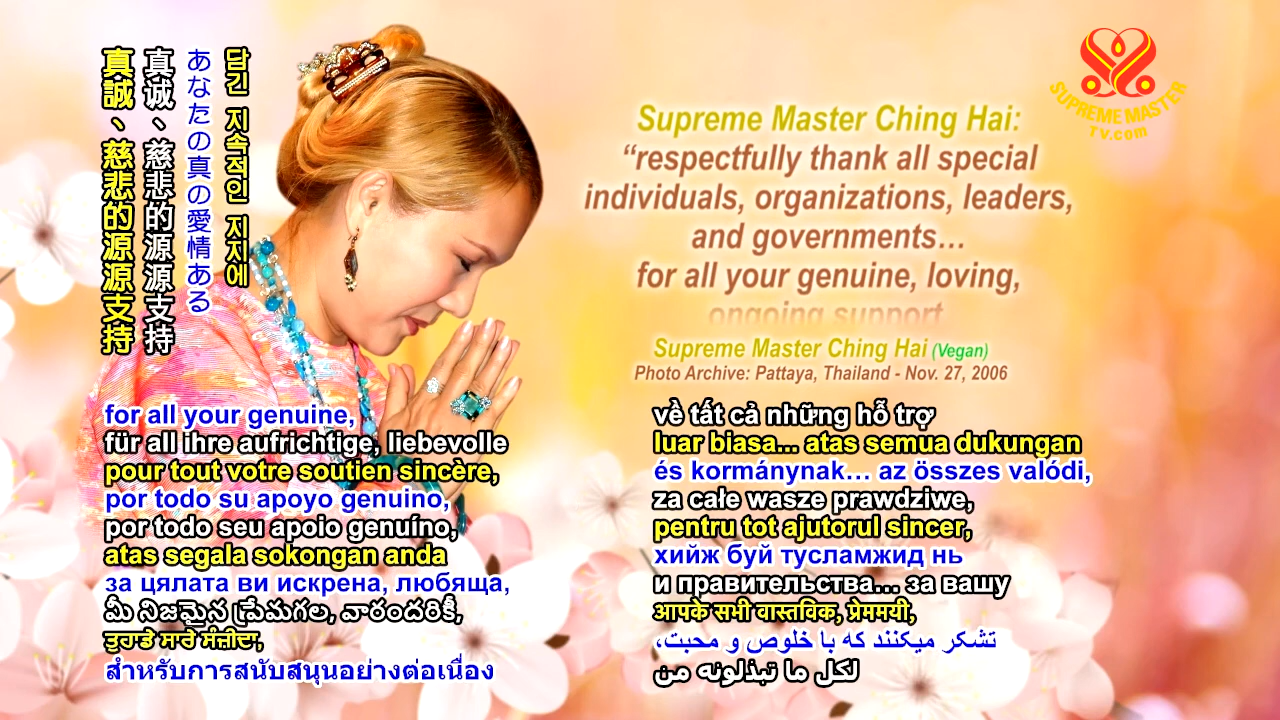 真誠、慈悲的源源支持
真诚、慈悲的源源支持
あなたの真の愛情ある
담긴 지속적인 지지에
SUPREME MASTER
TV.com
Supreme Master Ching Hai:
“respectfully thank all special
individuals, organizations, leaders,
and governments…
for all your genuine, loving,
ongoing support
Supreme Master Ching Hai (Vegan)
Photo Archive: Pattaya, Thailand - Nov. 27, 2006
for all your genuine,
für all ihre aufrichtige, liebevolle
pour tout votre soutien sincère,
por todo su apoyo genuino,
por todo seu apoio genuíno,
atas segala sokongan anda
за цялата ви искрена, любяща,
మీ నిజమైన ప్రేమగల, వారందరికీ,
ਤੁਹਾਡੇ ਸਾਰੇ ਸੰਜੀਦਾ,
สำหรับการสนับสนุนอย่างต่อเนื่อง
về tất cả những hỗ trợ
luar biasa... atas semua dukungan
és kormánynak… az összes valódi,
za całe wasze prawdziwe,
pentru tot ajutorul sincer,
хийж буй тусламжид нь
и правительства... за вашу
आपके सभी वास्तविक, प्रेममयी,
تشکر میکنند که با خلوص و محبت،
لكل ما تبذلونه من